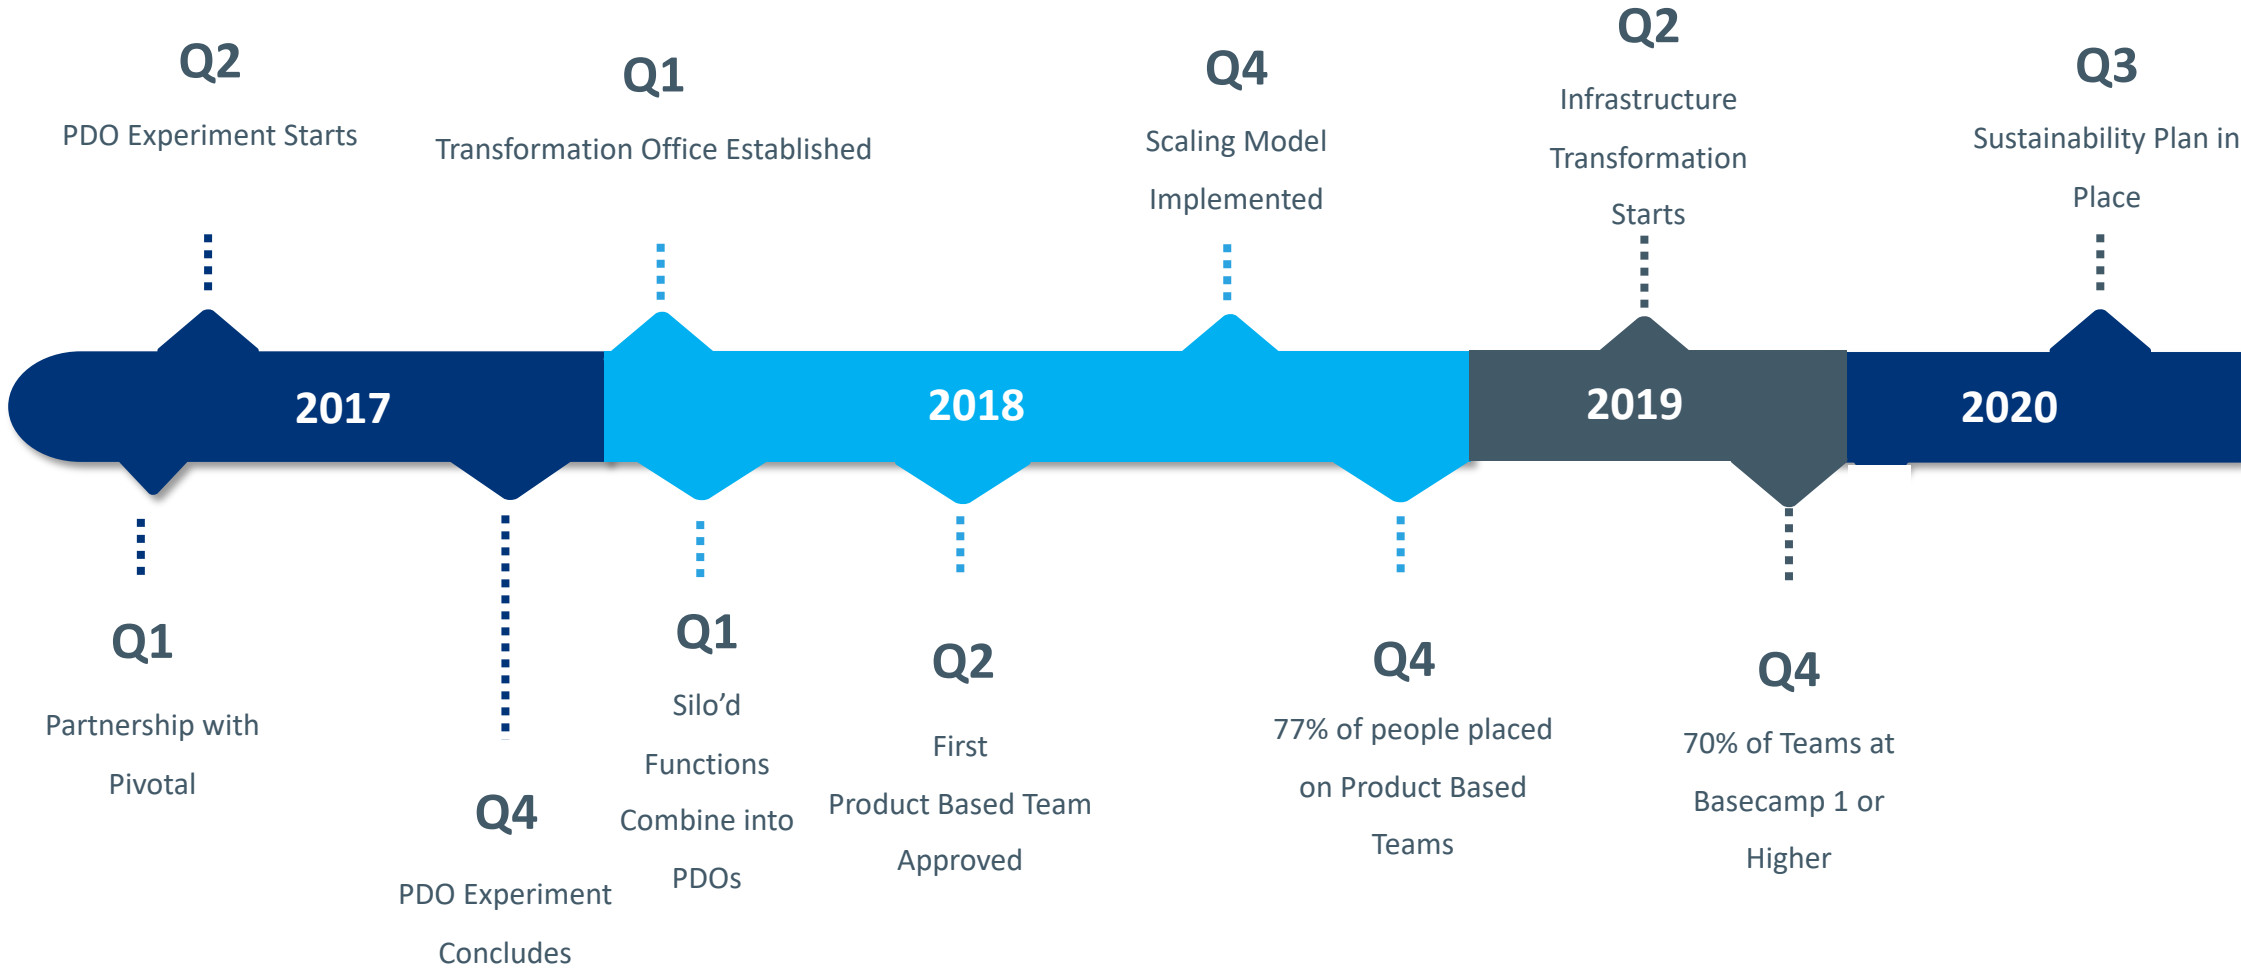 Q2
PDO Experiment Starts
Q1
Transformation Office Established
Q4
Scaling Model
Implemented
Q2
Infrastructure
Transformation
Starts
Q3
Sustainability Plan in
Place
2017
2018
2019
2020
Q1
Partnership with
Pivotal
Q4
PDO Experiment
Concludes
Q1
Silo’d
Functions
Combine into
PDOs
Q2
First
Product Based Team
Approved
Q4
77% of people placed
on Product Based
Teams
Q4
70% of Teams at
Basecamp 1 or
Higher